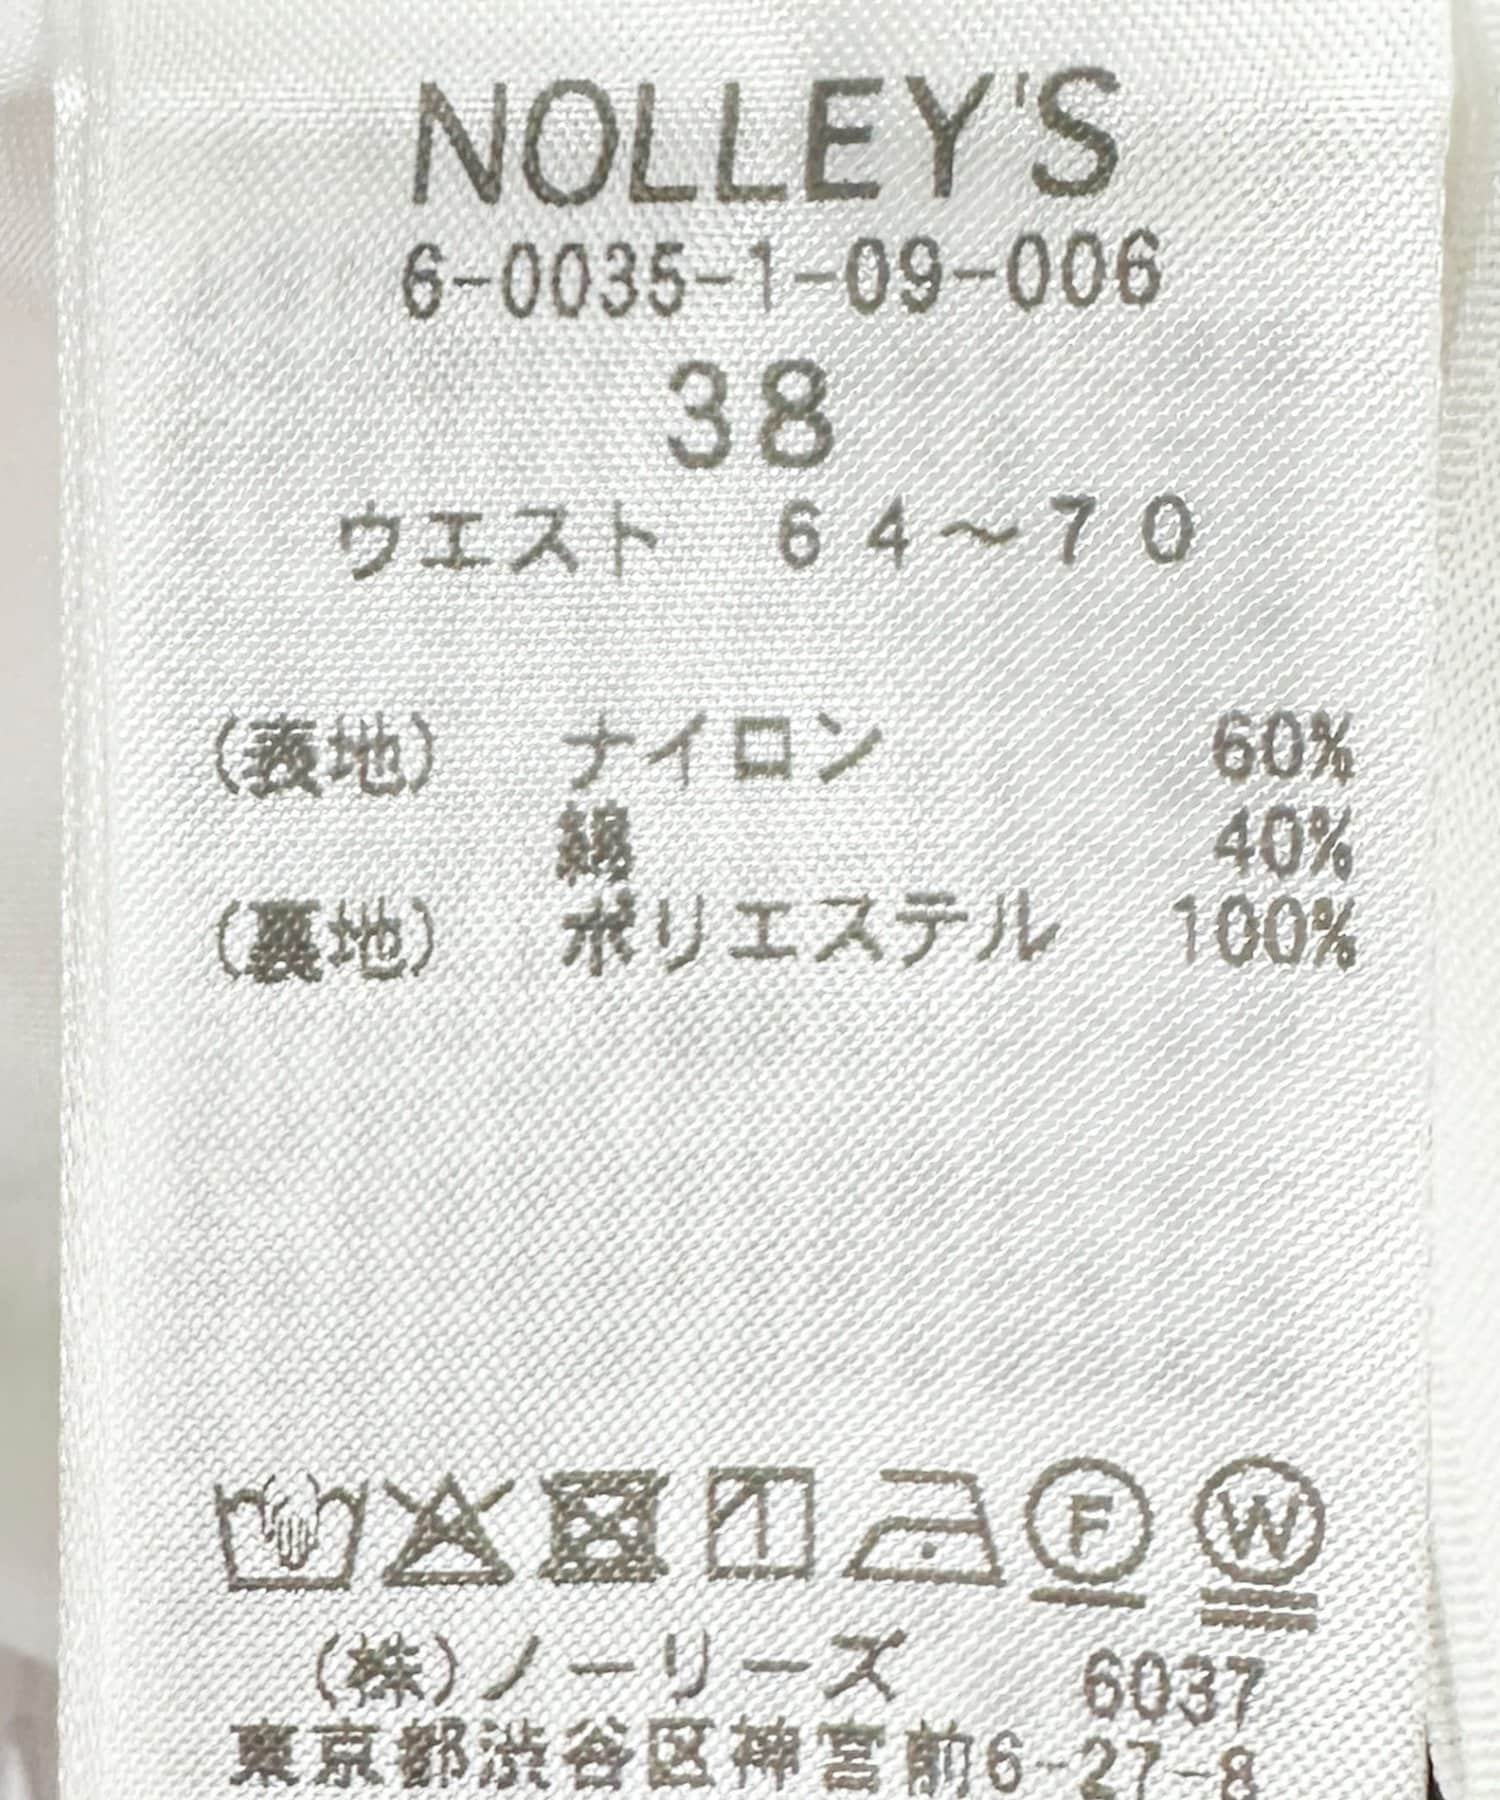 NOLLEY'S
6-0035-1-09-006
38
ウエスト 64〜70
(表地) ナイロン 60%
綿 40%
(裏地) ポリエステル 100%
F W
(株)ノーリーズ 6037
東京都渋谷区神宮前6-27-8